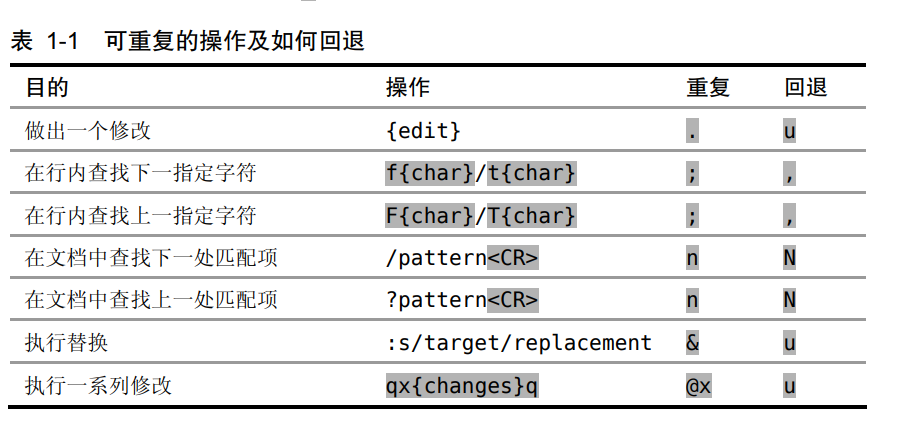 表 1-1 可重复的操作及如何回退
目的 操作 重复 回退
做出一个修改 {edit} . u
在行内查找下一指定字符 f{char}/t{char} ; ,
在行内查找上一指定字符 F{char}/T{char} ; ,
在文档中查找下一处匹配项 /pattern<CR> n N
在文档中查找上一处匹配项 ?pattern<CR> n N
执行替换 :s/target/replacement & u
执行一系列修改 qx{changes}q @x u